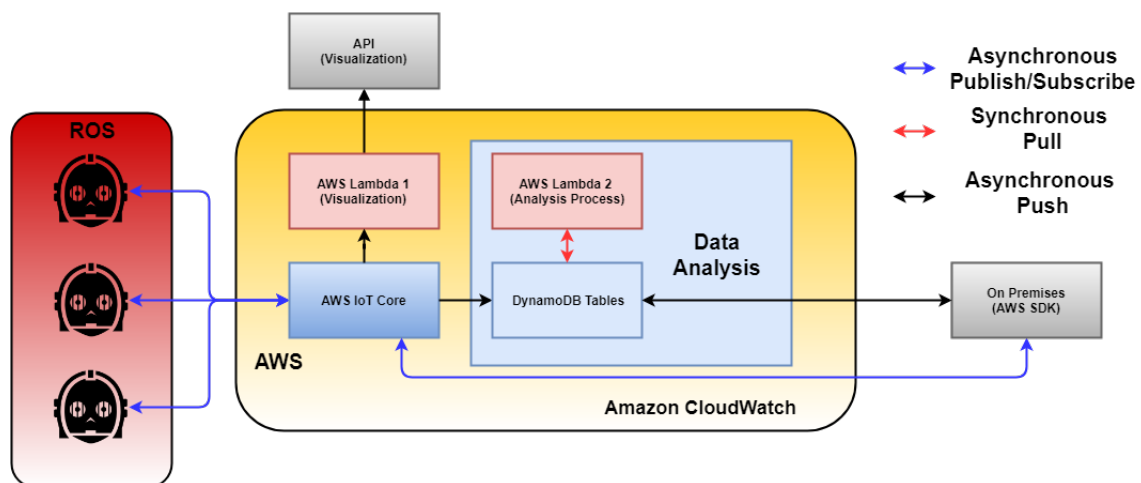 API
(Visualization)
Asynchronous
Publish/Subscribe
Synchronous
Pull
Asynchronous
Push
ROS
AWS Lambda 1
(Visualization)
AWS Lambda 2
(Analysis Process)
Data
Analysis
AWS IoT Core
DynamoDB Tables
On Premises
(AWS SDK)
AWS
Amazon CloudWatch